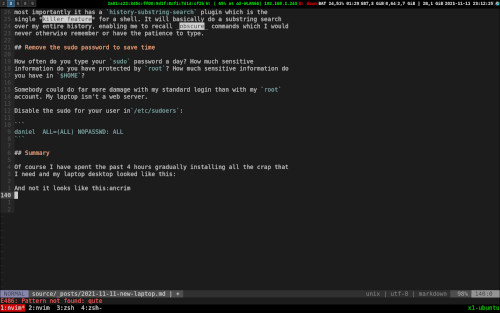 most importantly it has a `history-substring-search` plugin which is the
single *killer feature* for a shell. It will basically do a substring search
over my entire history, enabling me to recall _obscure_ commands which I would
never otherwise remember or have the patience to type.
## Remove the sudo password to save time
How often do your type your `sudo` password a day? How much sensitive
information do you have protected by `root`? How much sensitive information do
you have in `$HOME`?
Somebody could do far more damage with my standard login than with my `root`
account. My laptop isn't a web server.
Disable the sudo for your user in`/etc/sudoers`:
```
daniel ALL=(ALL) NOPASSWD: ALL
```
## Summary
Of course I have spent the past 4 hours gradually installing all the crap that
I need and my laptop desktop looked like this:
And not it looks like this:ancrim
140
NORMAL source/_posts/2021-11-11-new-laptop.md | + unix | utf-8 | markdown 98% 140:0
E486: Pattern not found: qute
1:nvim* 2:nvim 3:zsh 4:zsh- x1-ubuntu